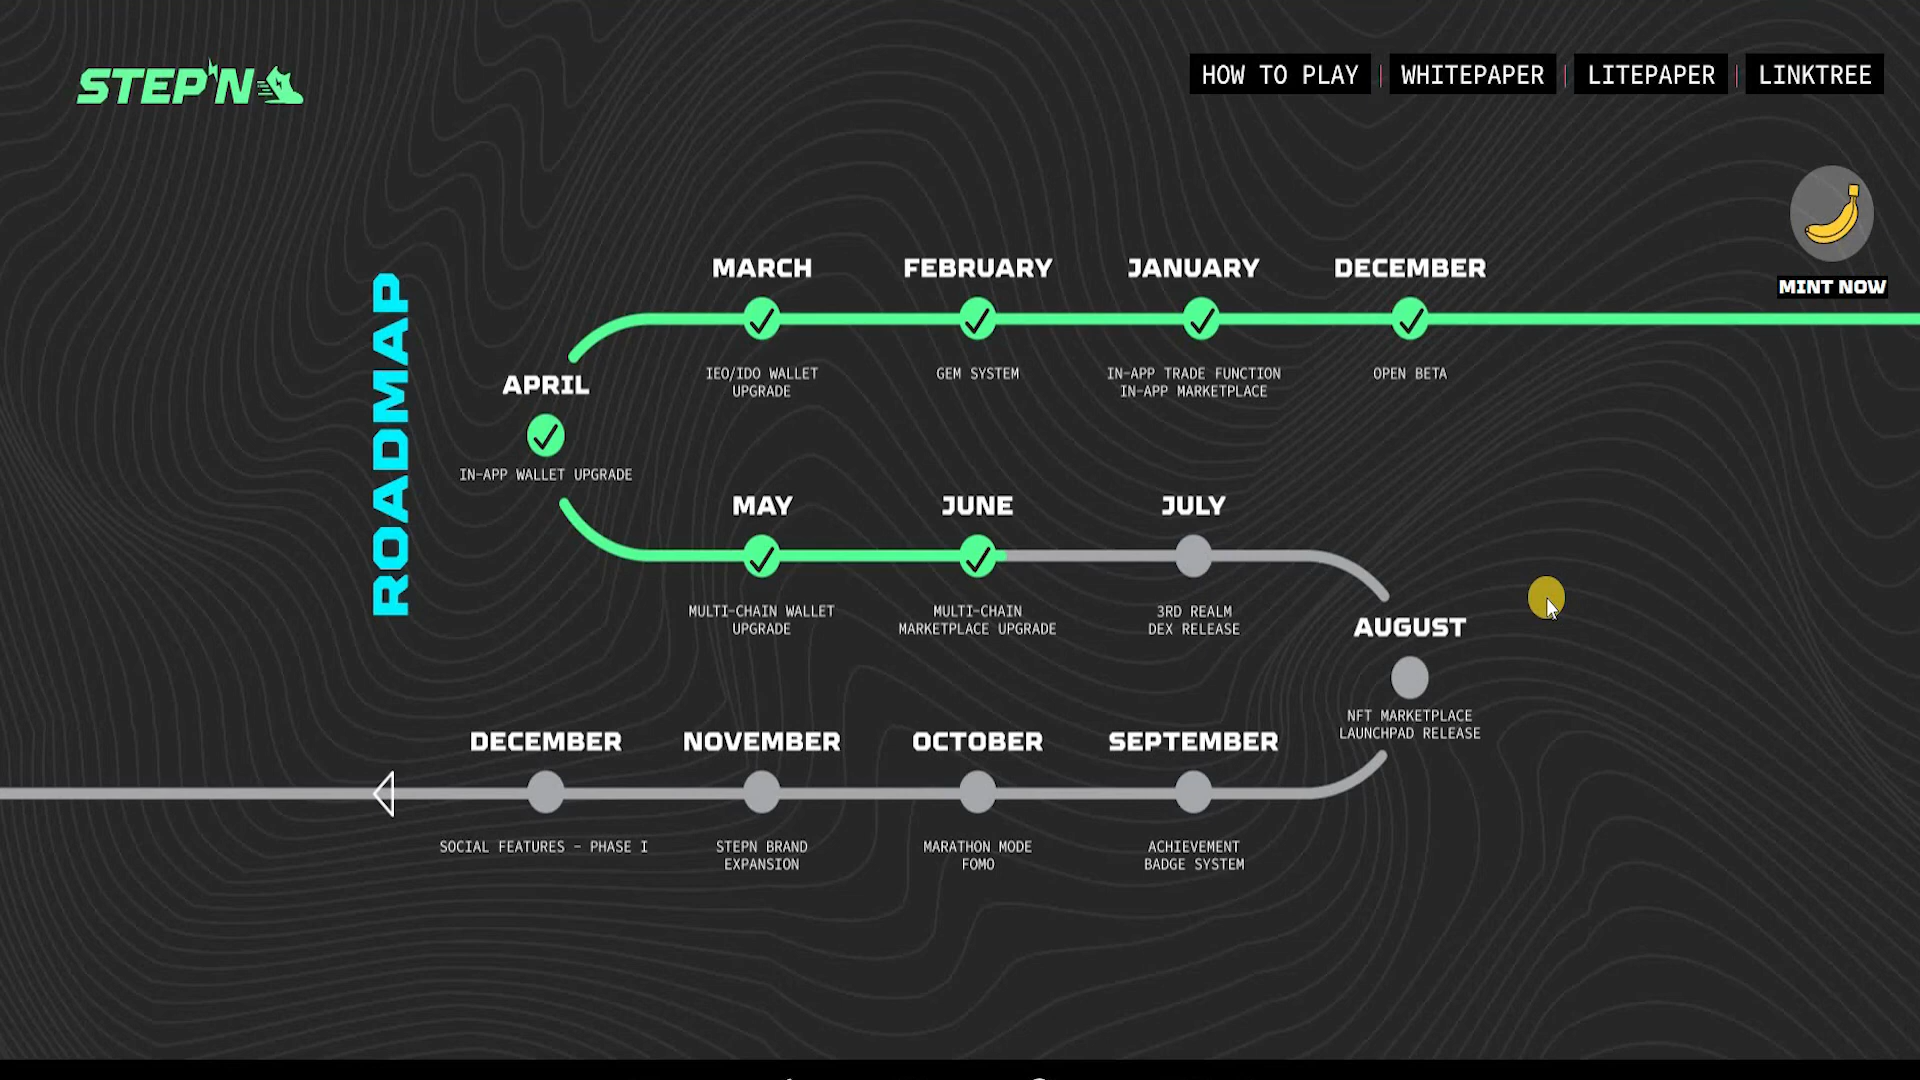 STEP'N
HOW TO PLAY | WHITEPAPER | LITEPAPER | LINKTREE
MINT NOW
ROADMAP
MARCH
FEBRUARY
JANUARY
DECEMBER
IEO/IDO WALLET
UPGRADE
GEM SYSTEM
IN-APP TRADE FUNCTION
IN-APP MARKETPLACE
OPEN BETA
APRIL
IN-APP WALLET UPGRADE
MAY
JUNE
JULY
MULTI-CHAIN WALLET
UPGRADE
MULTI-CHAIN
MARKETPLACE UPGRADE
3RD REALM
DEX RELEASE
AUGUST
NFT MARKETPLACE
LAUNCHPAD RELEASE
DECEMBER
NOVEMBER
OCTOBER
SEPTEMBER
SOCIAL FEATURES - PHASE I
STEPN BRAND
EXPANSION
MARATHON MODE
FOMO
ACHIEVEMENT
BADGE SYSTEM